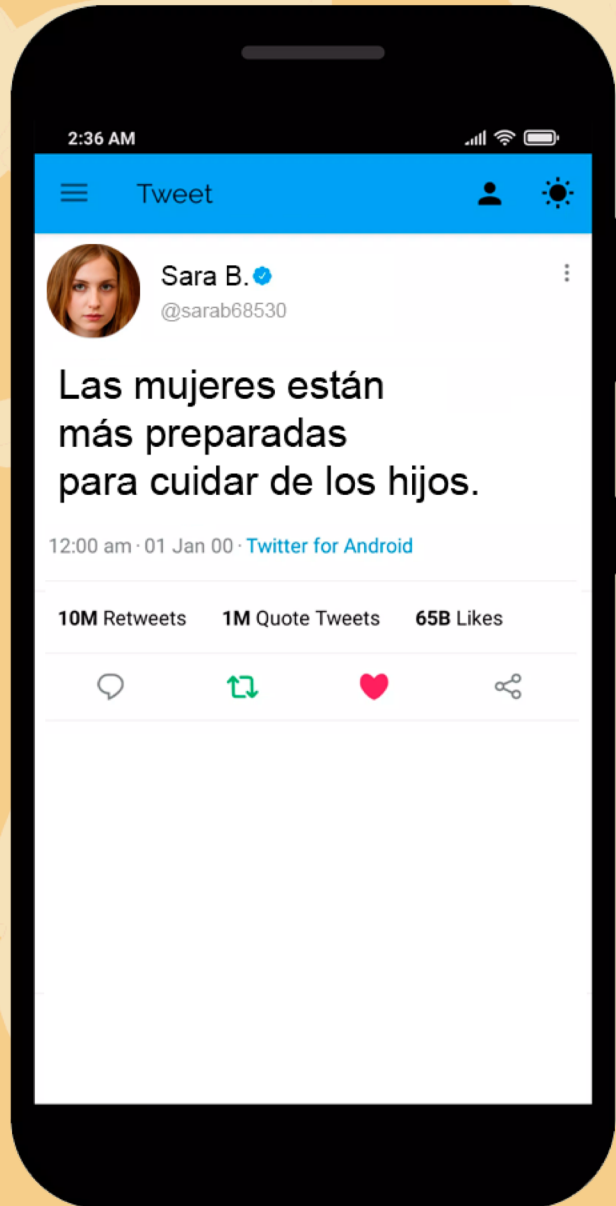 2:36 AM
Tweet
Sara B.
@sarab68530
Las mujeres están
más preparadas
para cuidar de los hijos.
12:00 am · 01 Jan 00 · Twitter for Android
10M Retweets 1M Quote Tweets 65B Likes